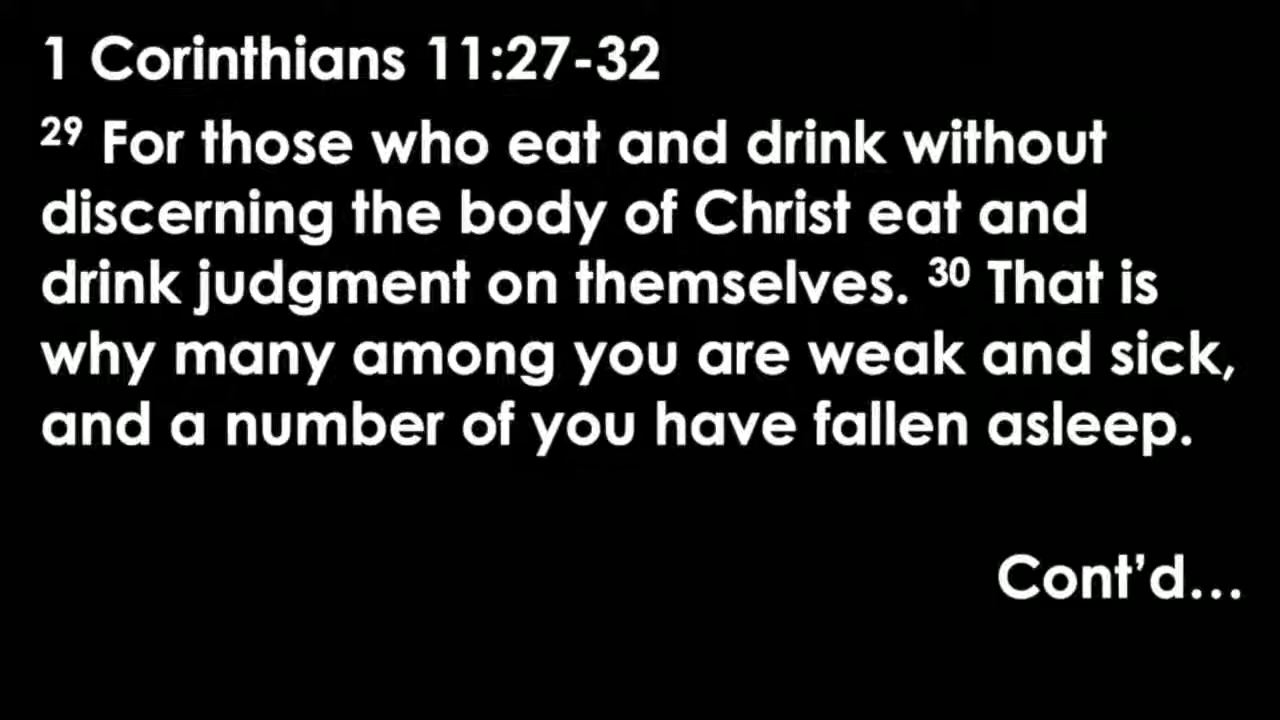 1 Corinthians 11:27-32
29 For those who eat and drink without
discerning the body of Christ eat and
drink judgment on themselves. 30 That is
why many among you are weak and sick,
and a number of you have fallen asleep.
Cont’d...